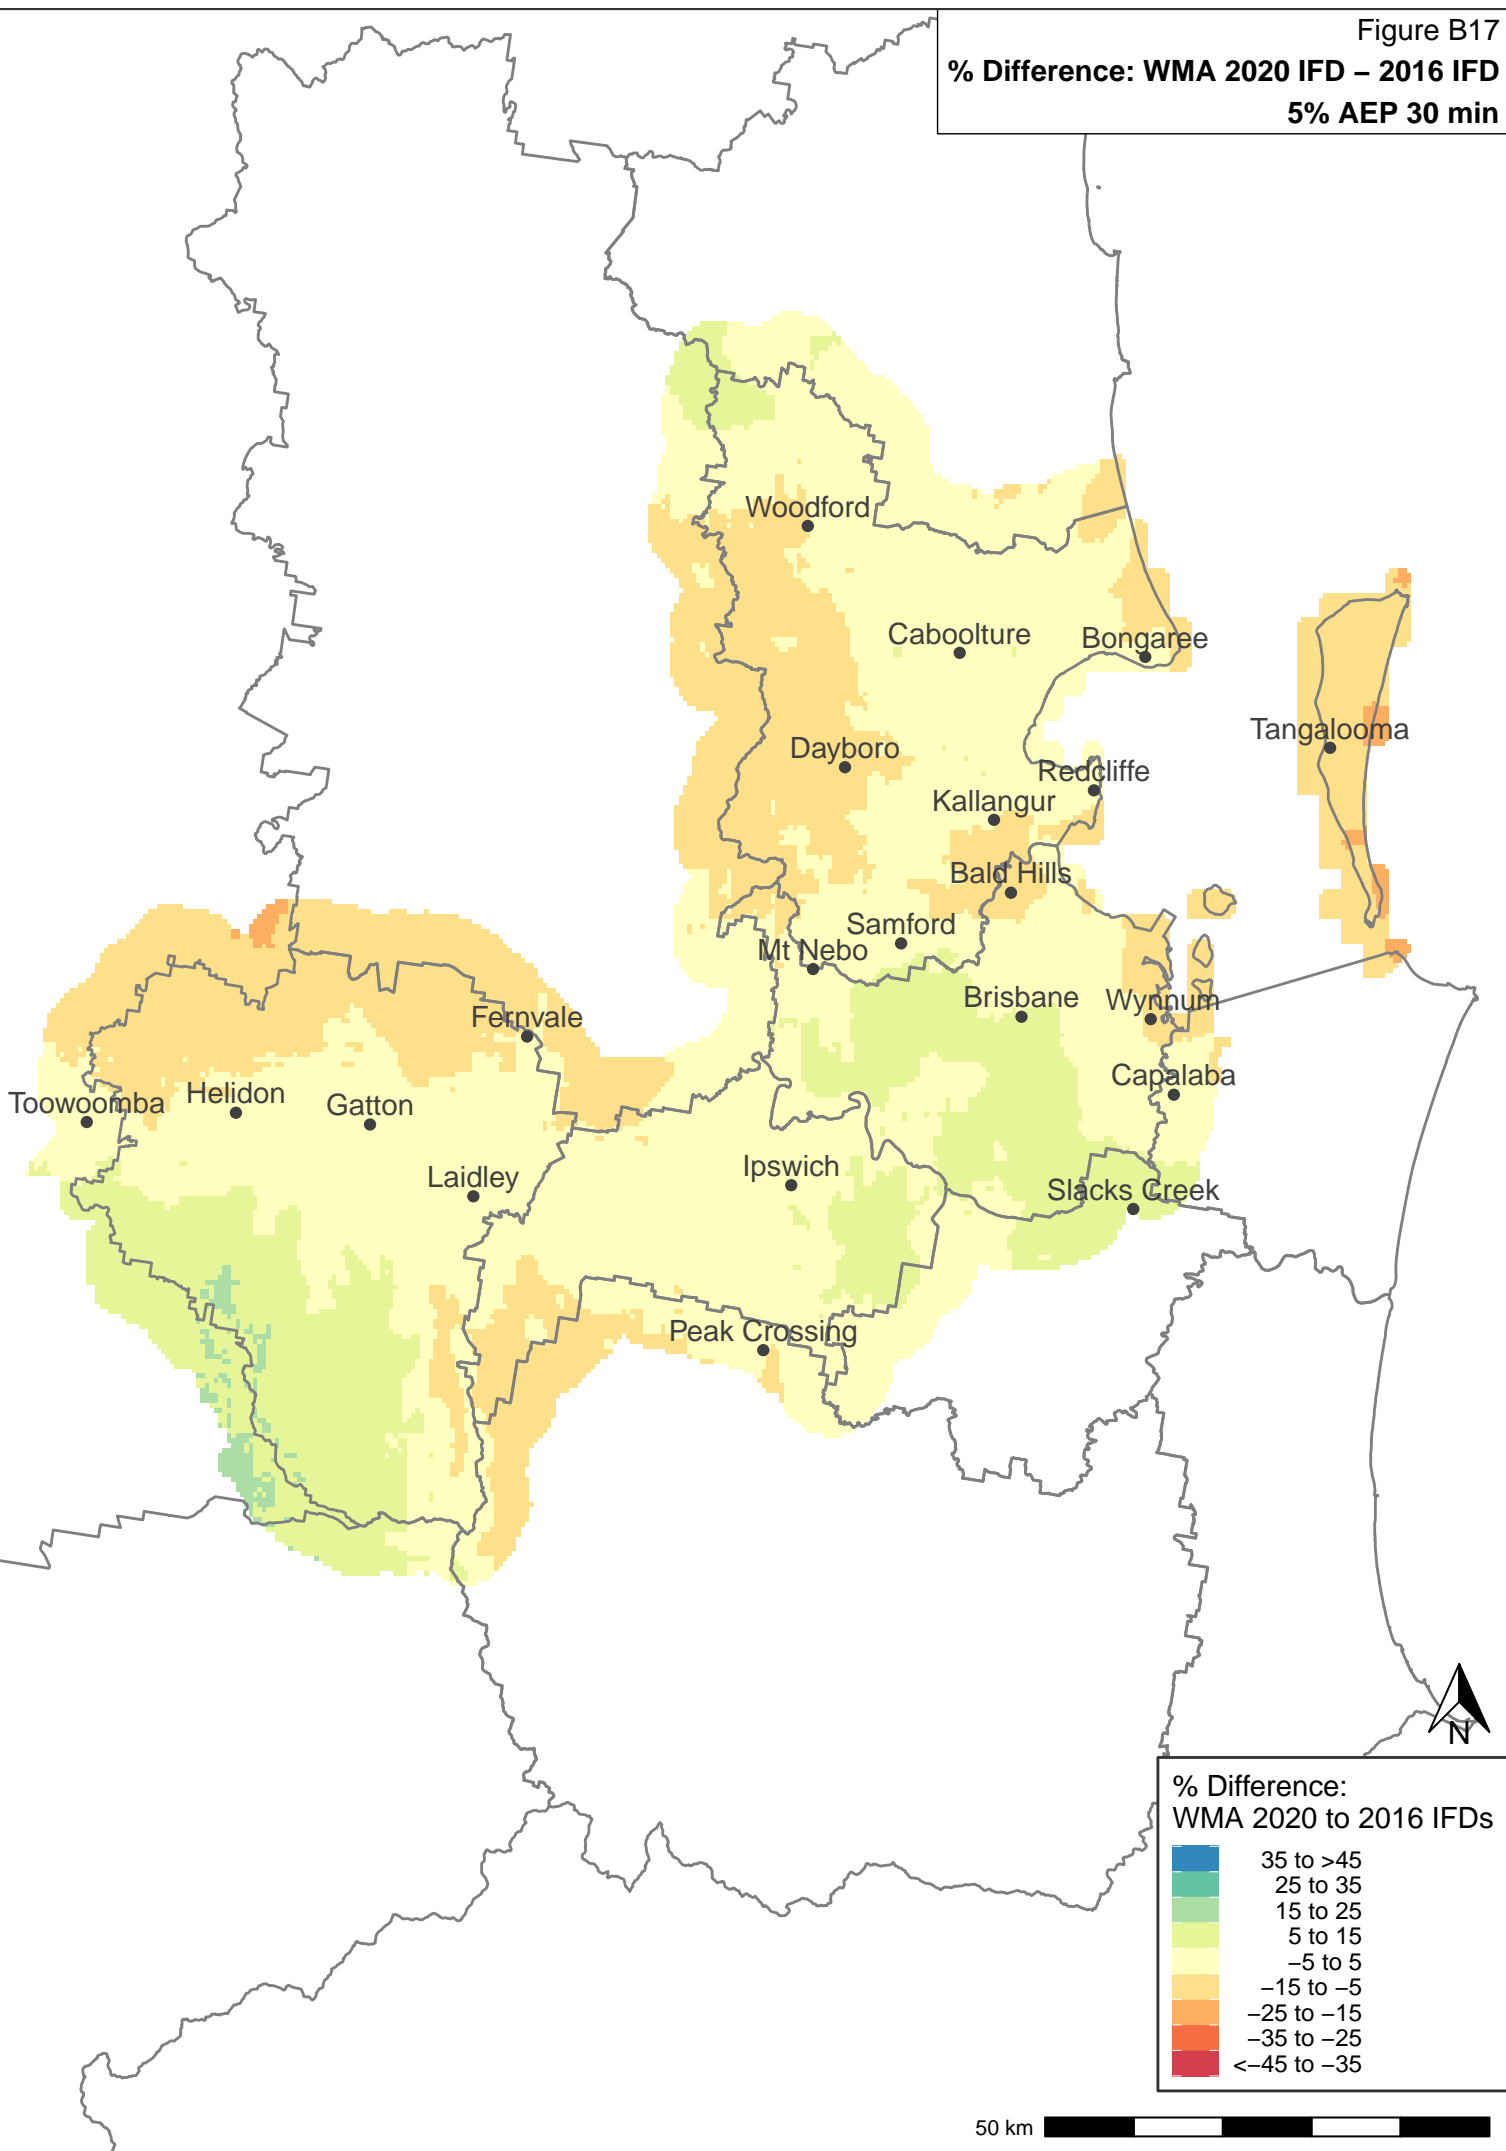 Figure B17
% Difference: WMA 2020 IFD – 2016 IFD
5% AEP 30 min
Woodford
Caboolture
Bongaree
Tangalooma
Dayboro
Redcliffe
Kallangur
Bald Hills
Samford
Mt Nebo
Brisbane
Wynnum
Fernvale
Capalaba
Toowoomba
Helidon
Gatton
Laidley
Ipswich
Slacks Creek
Peak Crossing
N
% Difference:
WMA 2020 to 2016 IFDs
35 to >45
25 to 35
15 to 25
5 to 15
−5 to 5
−15 to −5
−25 to −15
−35 to −25
<−45 to −35
50 km